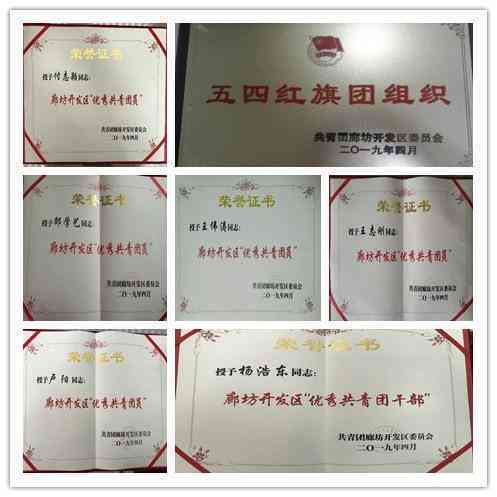 荣誉证书
授予付志颖同志:
廊坊开发区“优秀共青团员”
共青团廊坊开发区委员会
二〇一九年四月
五四红旗团组织
共青团廊坊开发区委员会
二〇一九年四月
荣誉证书
授予郭学艺同志:
廊坊开发区“优秀共青团员”
共青团廊坊开发区委员会
二〇一九年四月
荣誉证书
授予王伟涛同志:
廊坊开发区“优秀共青团员”
共青团廊坊开发区委员会
二〇一九年四月
荣誉证书
授予王志刚同志:
廊坊开发区“优秀共青团员”
共青团廊坊开发区委员会
二〇一九年四月
荣誉证书
授予卢阳同志:
廊坊开发区“优秀共青团员”
共青团廊坊开发区委员会
二〇一九年四月
荣誉证书
授予杨浩东同志:
廊坊开发区“优秀共青团干部”
共青团廊坊开发区委员会
二〇一九年四月